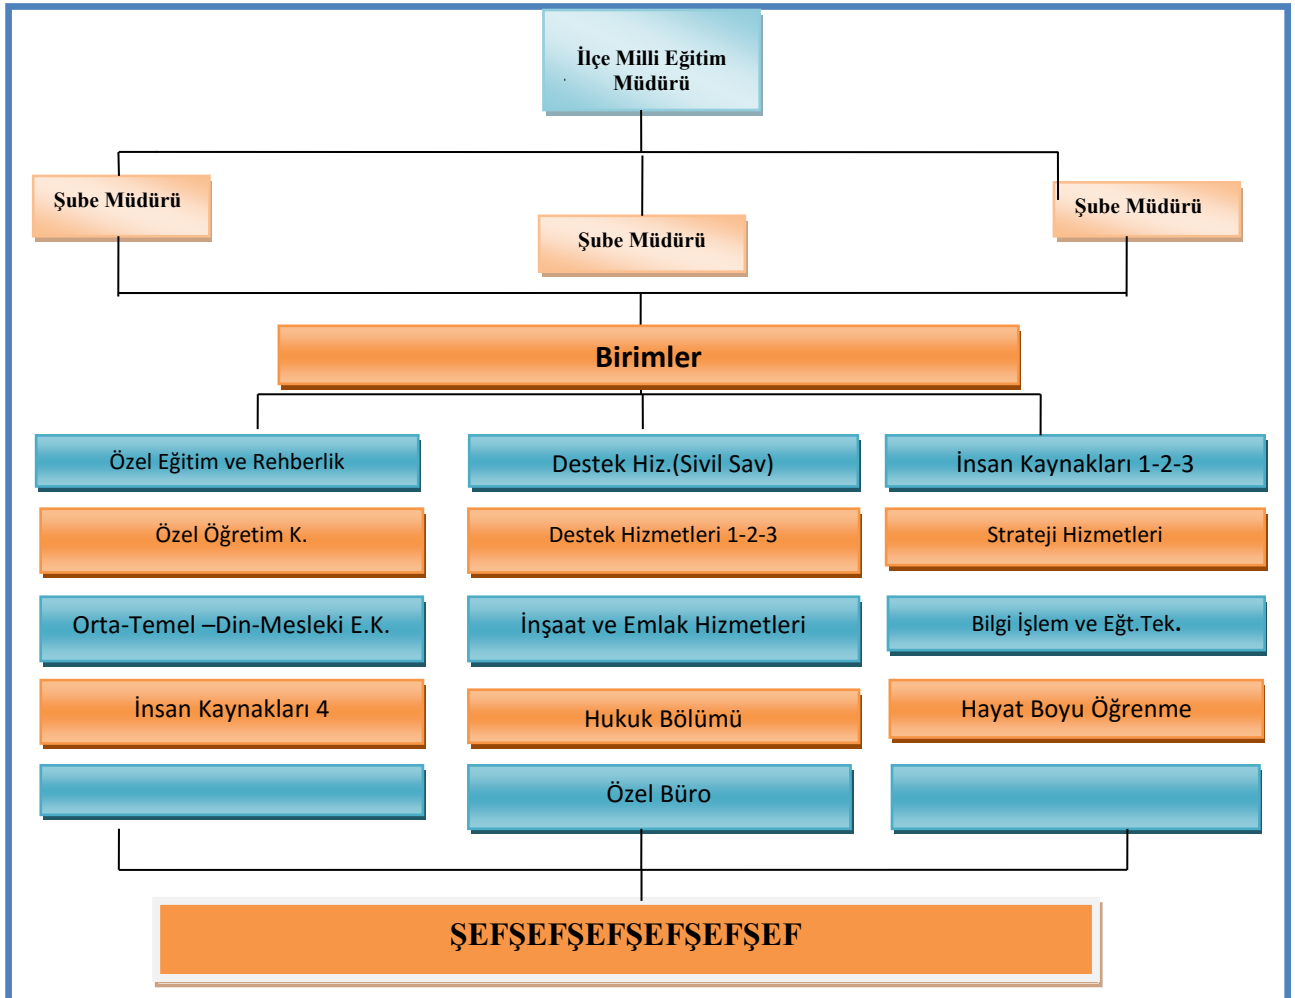 İlçe Milli Eğitim
Müdürü
.
Şube Müdürü
Şube Müdürü
Şube Müdürü
Birimler
Özel Eğitim ve Rehberlik
Destek Hiz.(Sivil Sav)
İnsan Kaynakları 1-2-3
Özel Öğretim K.
Destek Hizmetleri 1-2-3
Strateji Hizmetleri
Orta-Temel –Din-Mesleki E.K.
İnşaat ve Emlak Hizmetleri
Bilgi İşlem ve Eğt.Tek.
İnsan Kaynakları 4
Hukuk Bölümü
Hayat Boyu Öğrenme
Özel Büro
ŞEFŞEFŞEFŞEFŞEFŞEF